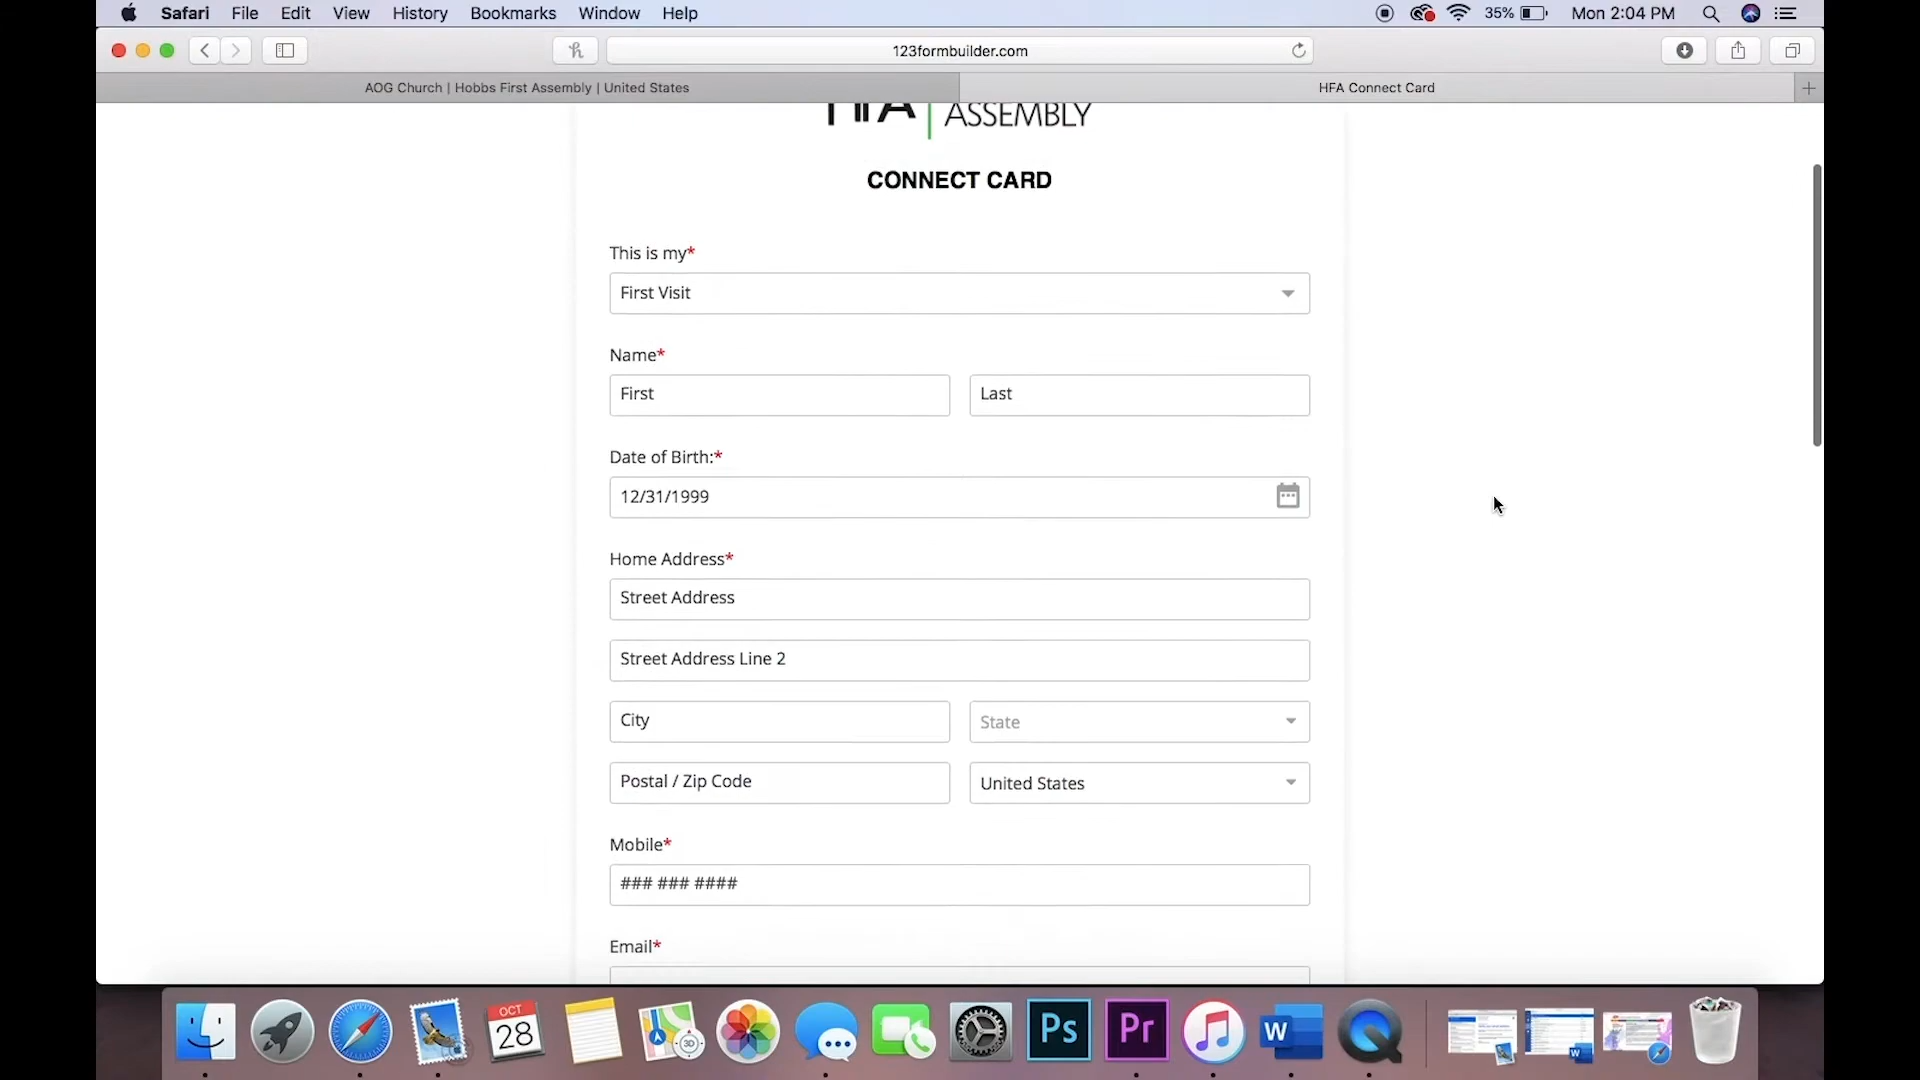 Safari File Edit View History Bookmarks Window Help 35% Mon 2:04 PM
123formbuilder.com
AOG Church | Hobbs First Assembly | United States HFA Connect Card
HFA ASSEMBLY
CONNECT CARD
This is my*
First Visit
Name*
First Last
Date of Birth:*
12/31/1999
Home Address*
Street Address
Street Address Line 2
City State
Postal / Zip Code United States
Mobile*
### ### ####
Email*
OCT
28
3D
Ps Pr W